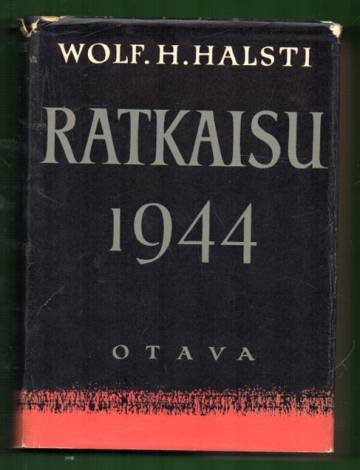 WOLF. H. HALSTI
RATKAISU
1944
OTAVA